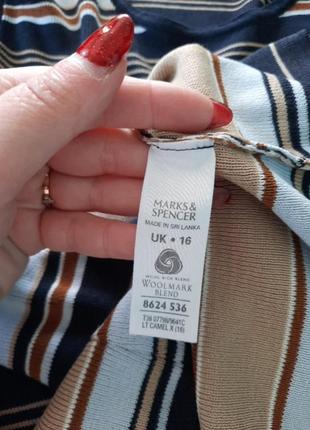 MARKS&
SPENCER
MADE IN SRI LANKA
UK • 16
WOOL RICH BLEND
WOOLMARK
BLEND
8624 536
LT CAMEL X (16)